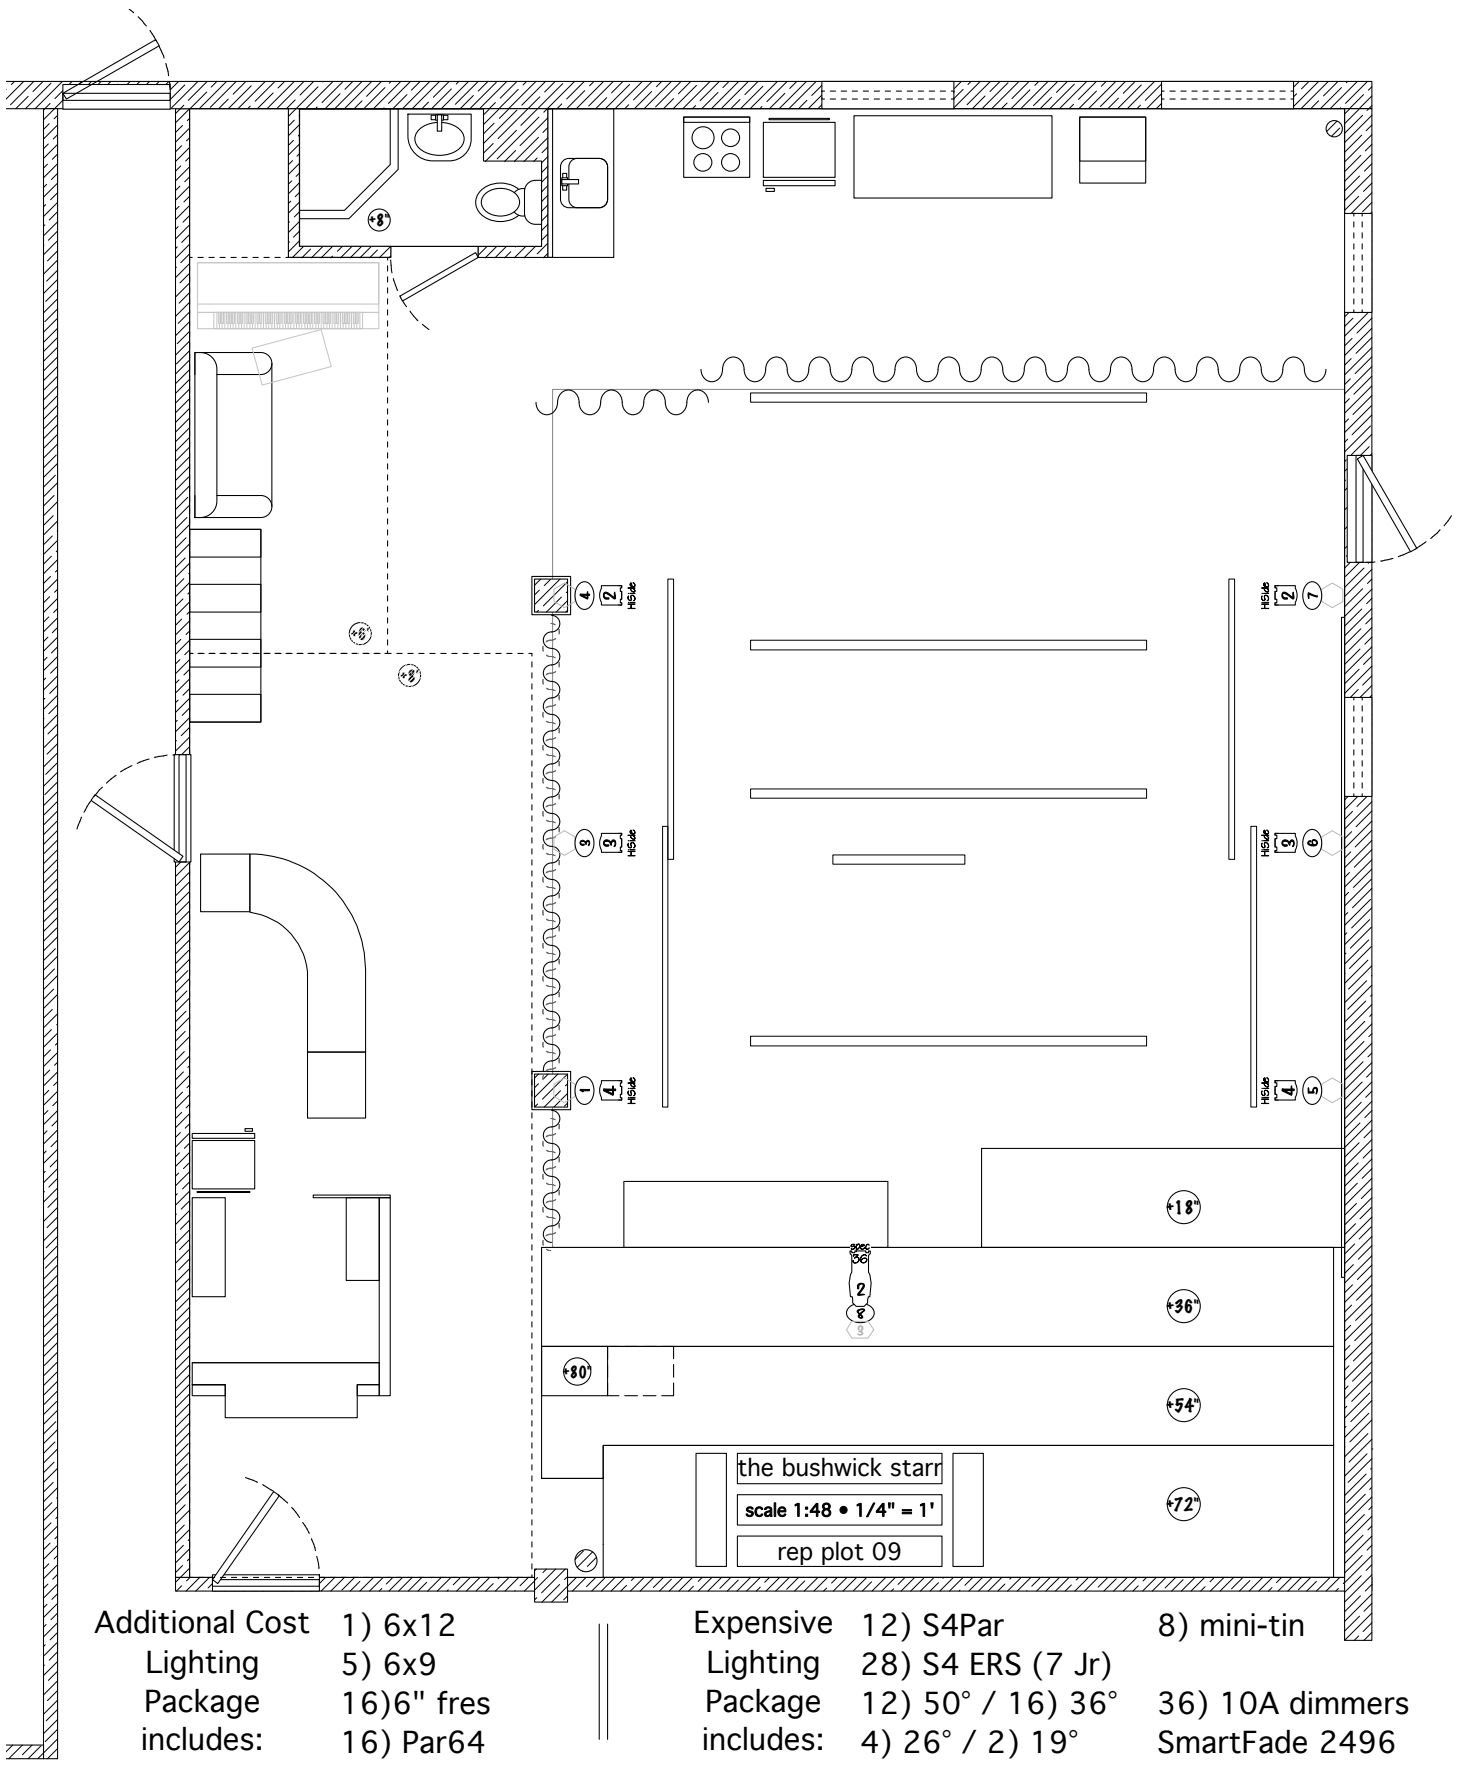 +8"
4 2 HiSide
HiSide 2 7
+6'
+8'
3 HiSide
HiSide 3 6
1 4 HiSide
HiSide 4 5
+18"
spec
36
2
8
+36"
+80"
+54"
the bushwick starr
scale 1:48 • 1/4" = 1'
rep plot 09
+72"
Additional Cost
Lighting
Package
includes:
1) 6x12
5) 6x9
16)6" fres
16) Par64
Expensive
Lighting
Package
includes:
12) S4Par
28) S4 ERS (7 Jr)
12) 50° / 16) 36°
4) 26° / 2) 19°
8) mini-tin
36) 10A dimmers
SmartFade 2496